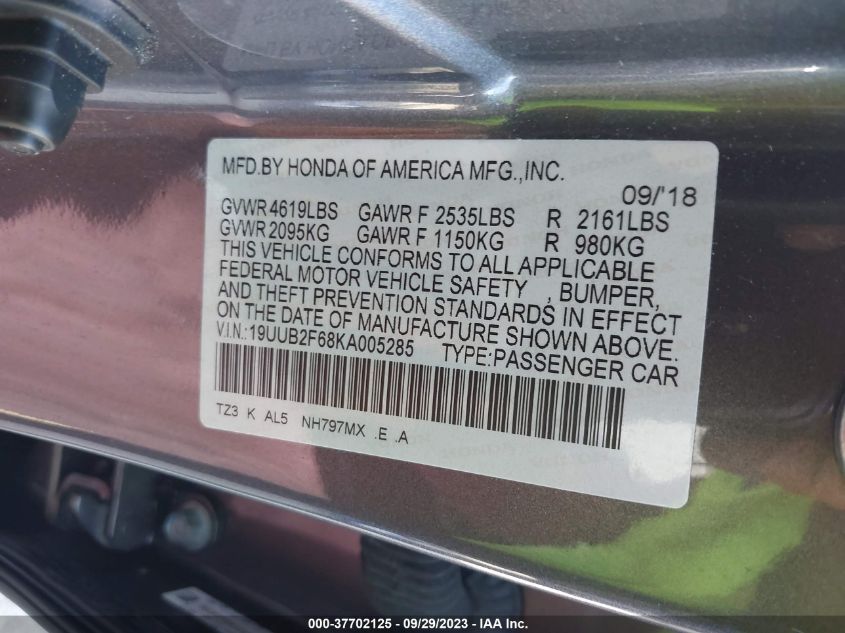 MFD.BY HONDA OF AMERICA MFG.,INC.
09/'18
GVWR 4619LBS GAWR F 2535LBS R 2161LBS
GVWR 2095KG GAWR F 1150KG R 980KG
THIS VEHICLE CONFORMS TO ALL APPLICABLE
FEDERAL MOTOR VEHICLE SAFETY , BUMPER,
AND THEFT PREVENTION STANDARDS IN EFFECT
ON THE DATE OF MANUFACTURE SHOWN ABOVE.
V.I.N.:19UUB2F68KA005285 TYPE:PASSENGER CAR
TZ3 K AL5 NH797MX .E .A
000-37702125 - 09/29/2023 - IAA Inc.